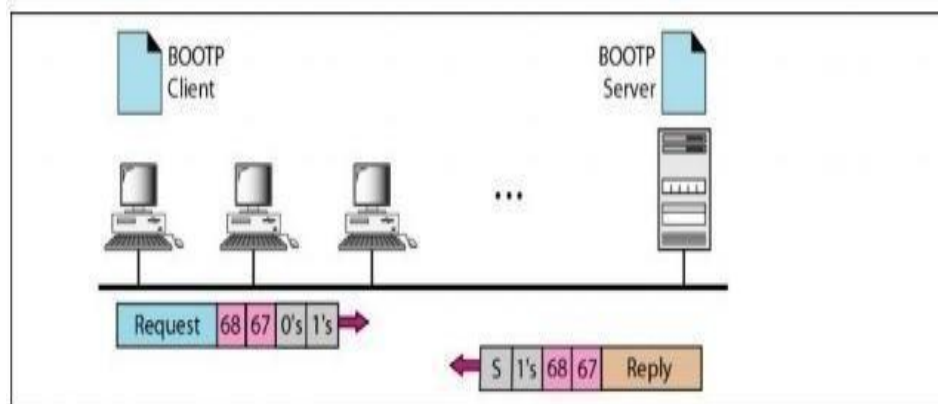 BOOTP
Client
BOOTP
Server
...
Request 68 67 0's 1's
S 1's 68 67 Reply